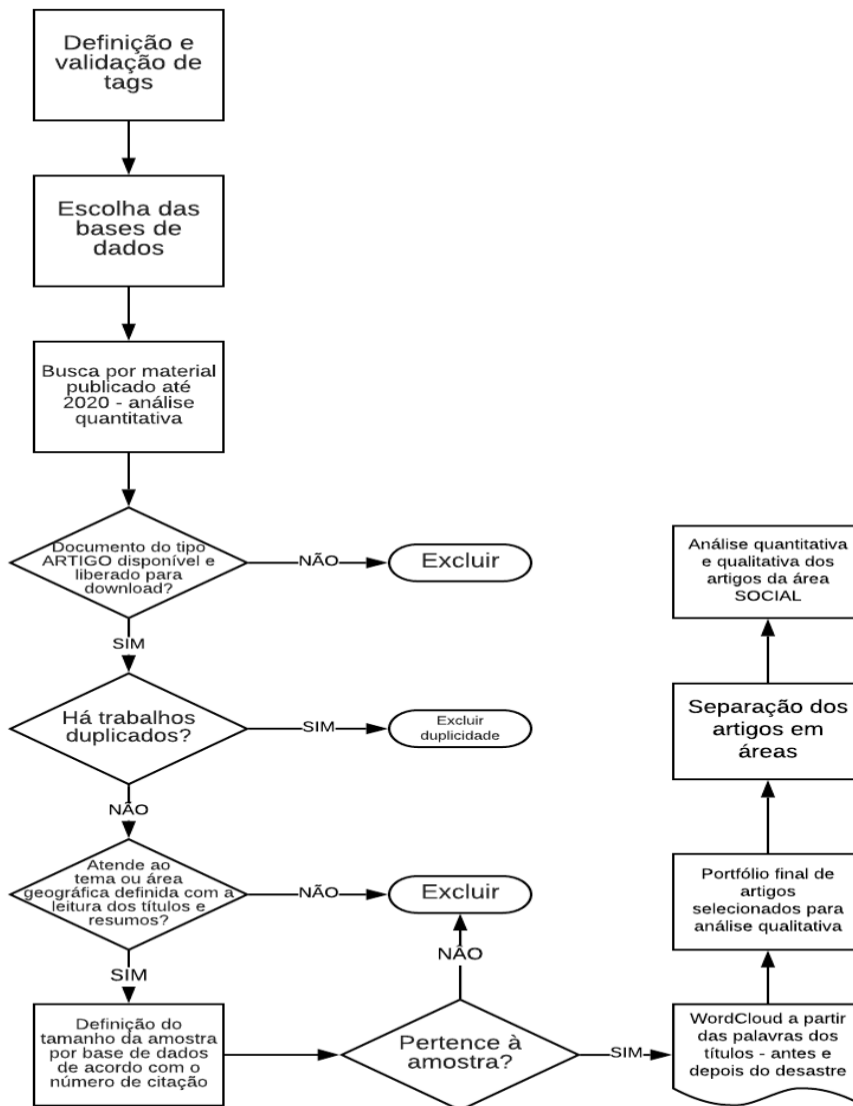 Definição e
validação de
tags
Escolha das
bases de
dados
Busca por material
publicado até
2020 - análise
quantitativa
Documento do tipo
ARTIGO disponível e
liberado para
download?
NÃO
Excluir
SIM
Há trabalhos
duplicados?
SIM
Excluir
duplicidade
NÃO
Atende ao
tema ou área
geográfica definida com a
leitura dos títulos e
resumos?
NÃO
Excluir
SIM
Definição do
tamanho da amostra
por base de dados
de acordo com o
número de citação
Pertence à
amostra?
NÃO
SIM
WordCloud a partir
das palavras dos
títulos - antes e
depois do desastre
Portfólio final de
artigos
selecionados para
análise qualitativa
Separação dos
artigos em
áreas
Análise quantitativa
e qualitativa dos
artigos da área
SOCIAL